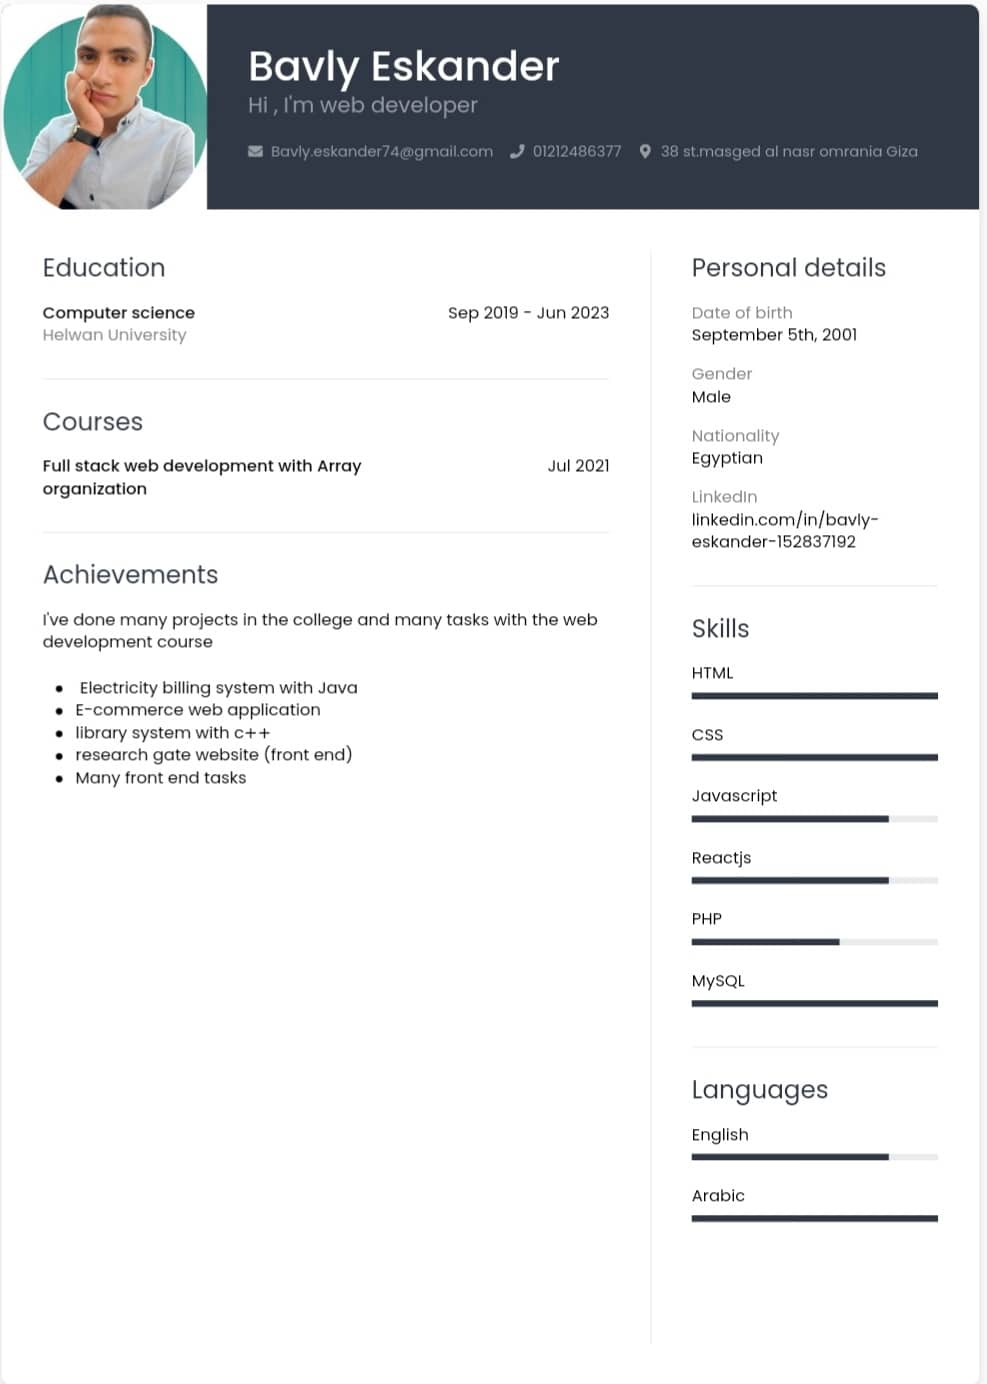 Bavly Eskander
Hi , I'm web developer
Bavly.eskander74@gmail.com 01212486377 38 st.masged al nasr omrania Giza
Education
Computer science Sep 2019 - Jun 2023
Helwan University
Courses
Full stack web development with Array Jul 2021
organization
Achievements
I've done many projects in the college and many tasks with the web
development course
● Electricity billing system with Java
● E-commerce web application
● library system with c++
● research gate website (front end)
● Many front end tasks
Personal details
Date of birth
September 5th, 2001
Gender
Male
Nationality
Egyptian
LinkedIn
linkedin.com/in/bavly-
eskander-152837192
Skills
HTML
CSS
Javascript
Reactjs
PHP
MySQL
Languages
English
Arabic